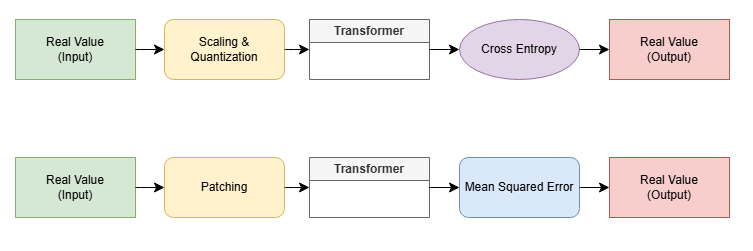 Real Value
(Input)
Scaling &
Quantization
Transformer
Cross Entropy
Real Value
(Output)
Real Value
(Input)
Patching
Transformer
Mean Squared Error
Real Value
(Output)